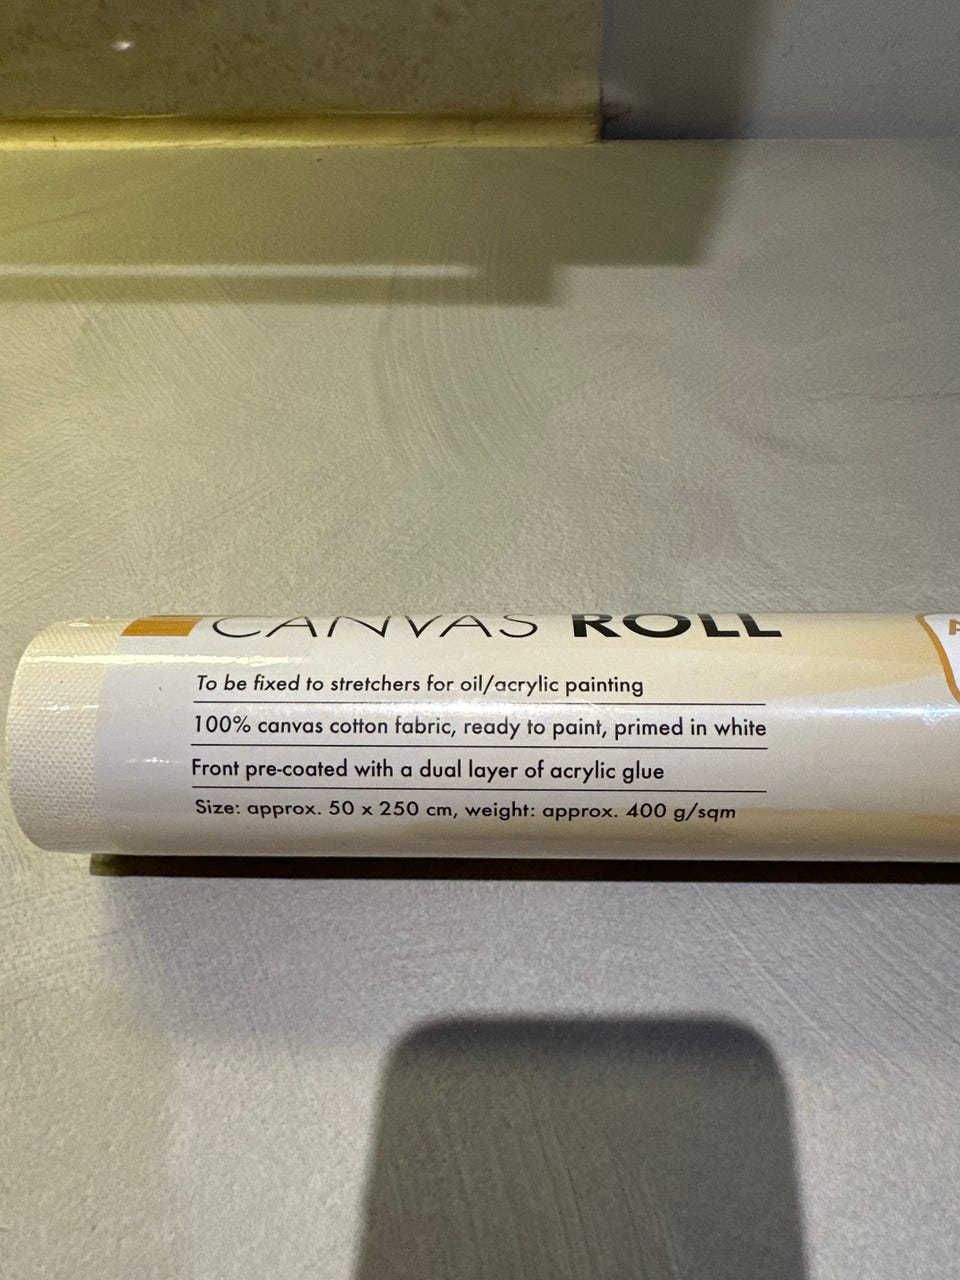 CANVAS ROLL
To be fixed to stretchers for oil/acrylic painting
100% canvas cotton fabric, ready to paint, primed in white
Front pre-coated with a dual layer of acrylic glue
Size: approx. 50 x 250 cm, weight: approx. 400 g/sqm